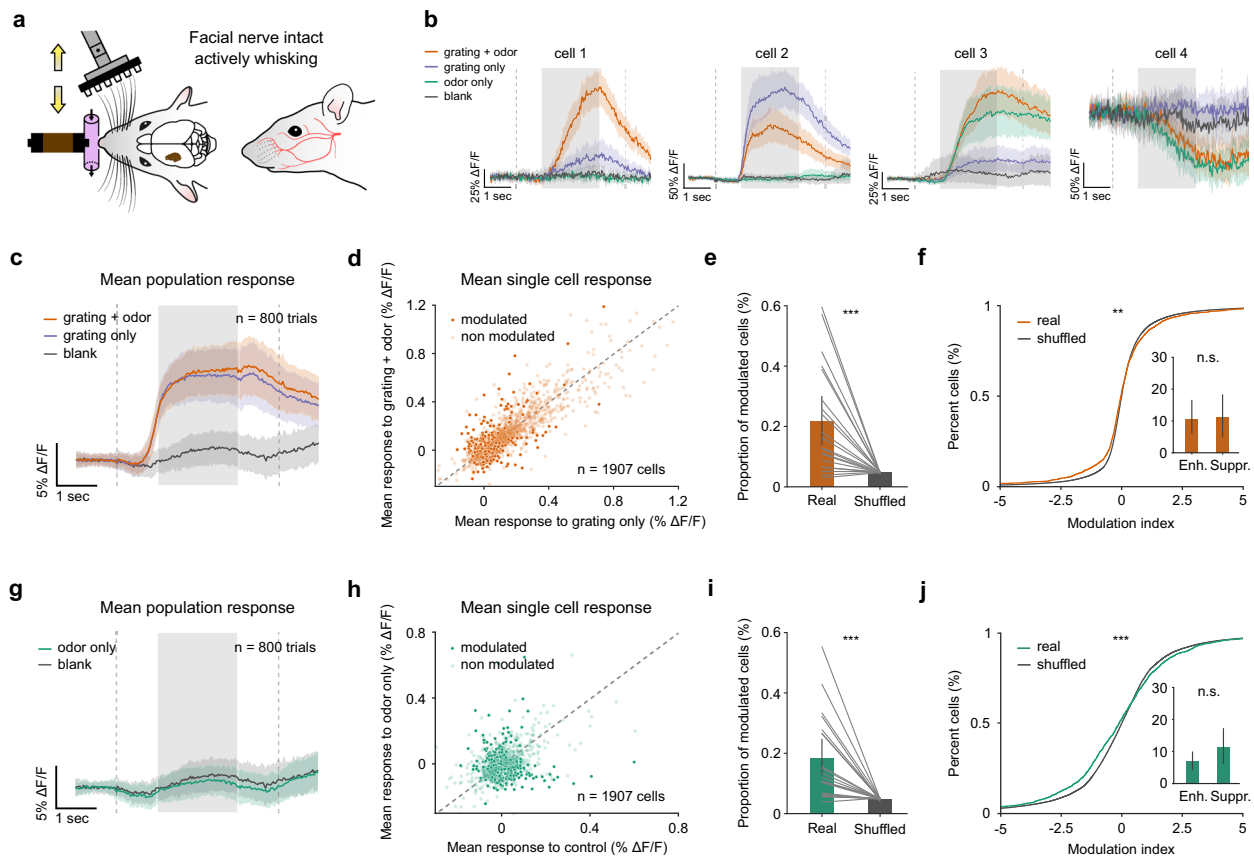 a
Facial nerve intact
actively whisking
b
grating + odor
grating only
odor only
blank
cell 1
cell 2
cell 3
cell 4
25% ΔF/F
1 sec
50% ΔF/F
1 sec
25% ΔF/F
1 sec
50% ΔF/F
1 sec
c
Mean population response
grating + odor
grating only
blank
n = 800 trials
5% ΔF/F
1 sec
d
Mean single cell response
Mean response to grating + odor (% ΔF/F)
1.2
0.8
0.4
0
modulated
non modulated
n = 1907 cells
0
0.4
0.8
1.2
Mean response to grating only (% ΔF/F)
e
Proportion of modulated cells (%)
0.6
0.4
0.2
0
***
Real
Shuffled
f
Percent cells (%)
1
0.5
0
real
shuffled
**
30
20
10
0
n.s.
Enh.
Suppr.
-5
-2.5
0
2.5
5
Modulation index
g
Mean population response
odor only
blank
n = 800 trials
5% ΔF/F
1 sec
h
Mean single cell response
Mean response to odor only (% ΔF/F)
0.8
0.4
0
modulated
non modulated
n = 1907 cells
0
0.4
0.8
Mean response to control (% ΔF/F)
i
Proportion of modulated cells (%)
0.6
0.4
0.2
0
***
Real
Shuffled
j
Percent cells (%)
1
0.5
0
real
shuffled
***
30
20
10
0
n.s.
Enh.
Suppr.
-5
-2.5
0
2.5
5
Modulation index